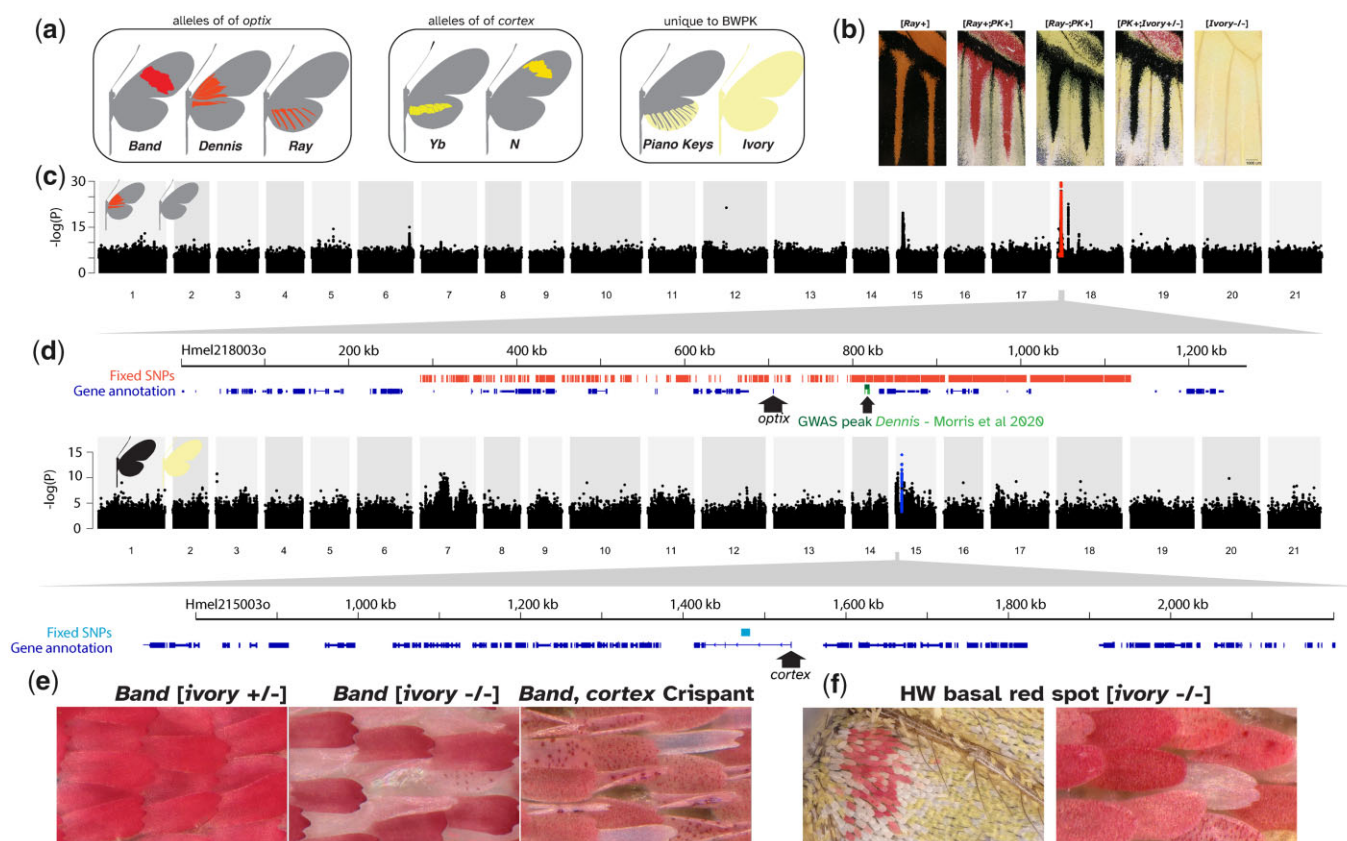 (a)
alleles of of optix
Band Dennis Ray
alleles of of cortex
Yb N
unique to BWPK
Piano Keys Ivory
(b)
[Ray+] [Ray+;PK+] [Ray-;PK+] [PK+;Ivory+/-] [Ivory-/-]
(c)
30
15
0
-log(P)
1 2 3 4 5 6 7 8 9 10 11 12 13 14 15 16 17 18 19 20 21
(d)
Hmel218003o 200 kb 400 kb 600 kb 800 kb 1,000 kb 1,200 kb
Fixed SNPs
Gene annotation
optix
GWAS peak Dennis - Morris et al 2020
15
10
5
0
-log(P)
1 2 3 4 5 6 7 8 9 10 11 12 13 14 15 16 17 18 19 20 21
Hmel215003o 1,000 kb 1,200 kb 1,400 kb 1,600 kb 1,800 kb 2,000 kb
Fixed SNPs
Gene annotation
cortex
(e)
Band [ivory +/-] Band [ivory -/-] Band, cortex Crispant
(f)
HW basal red spot [ivory -/-]